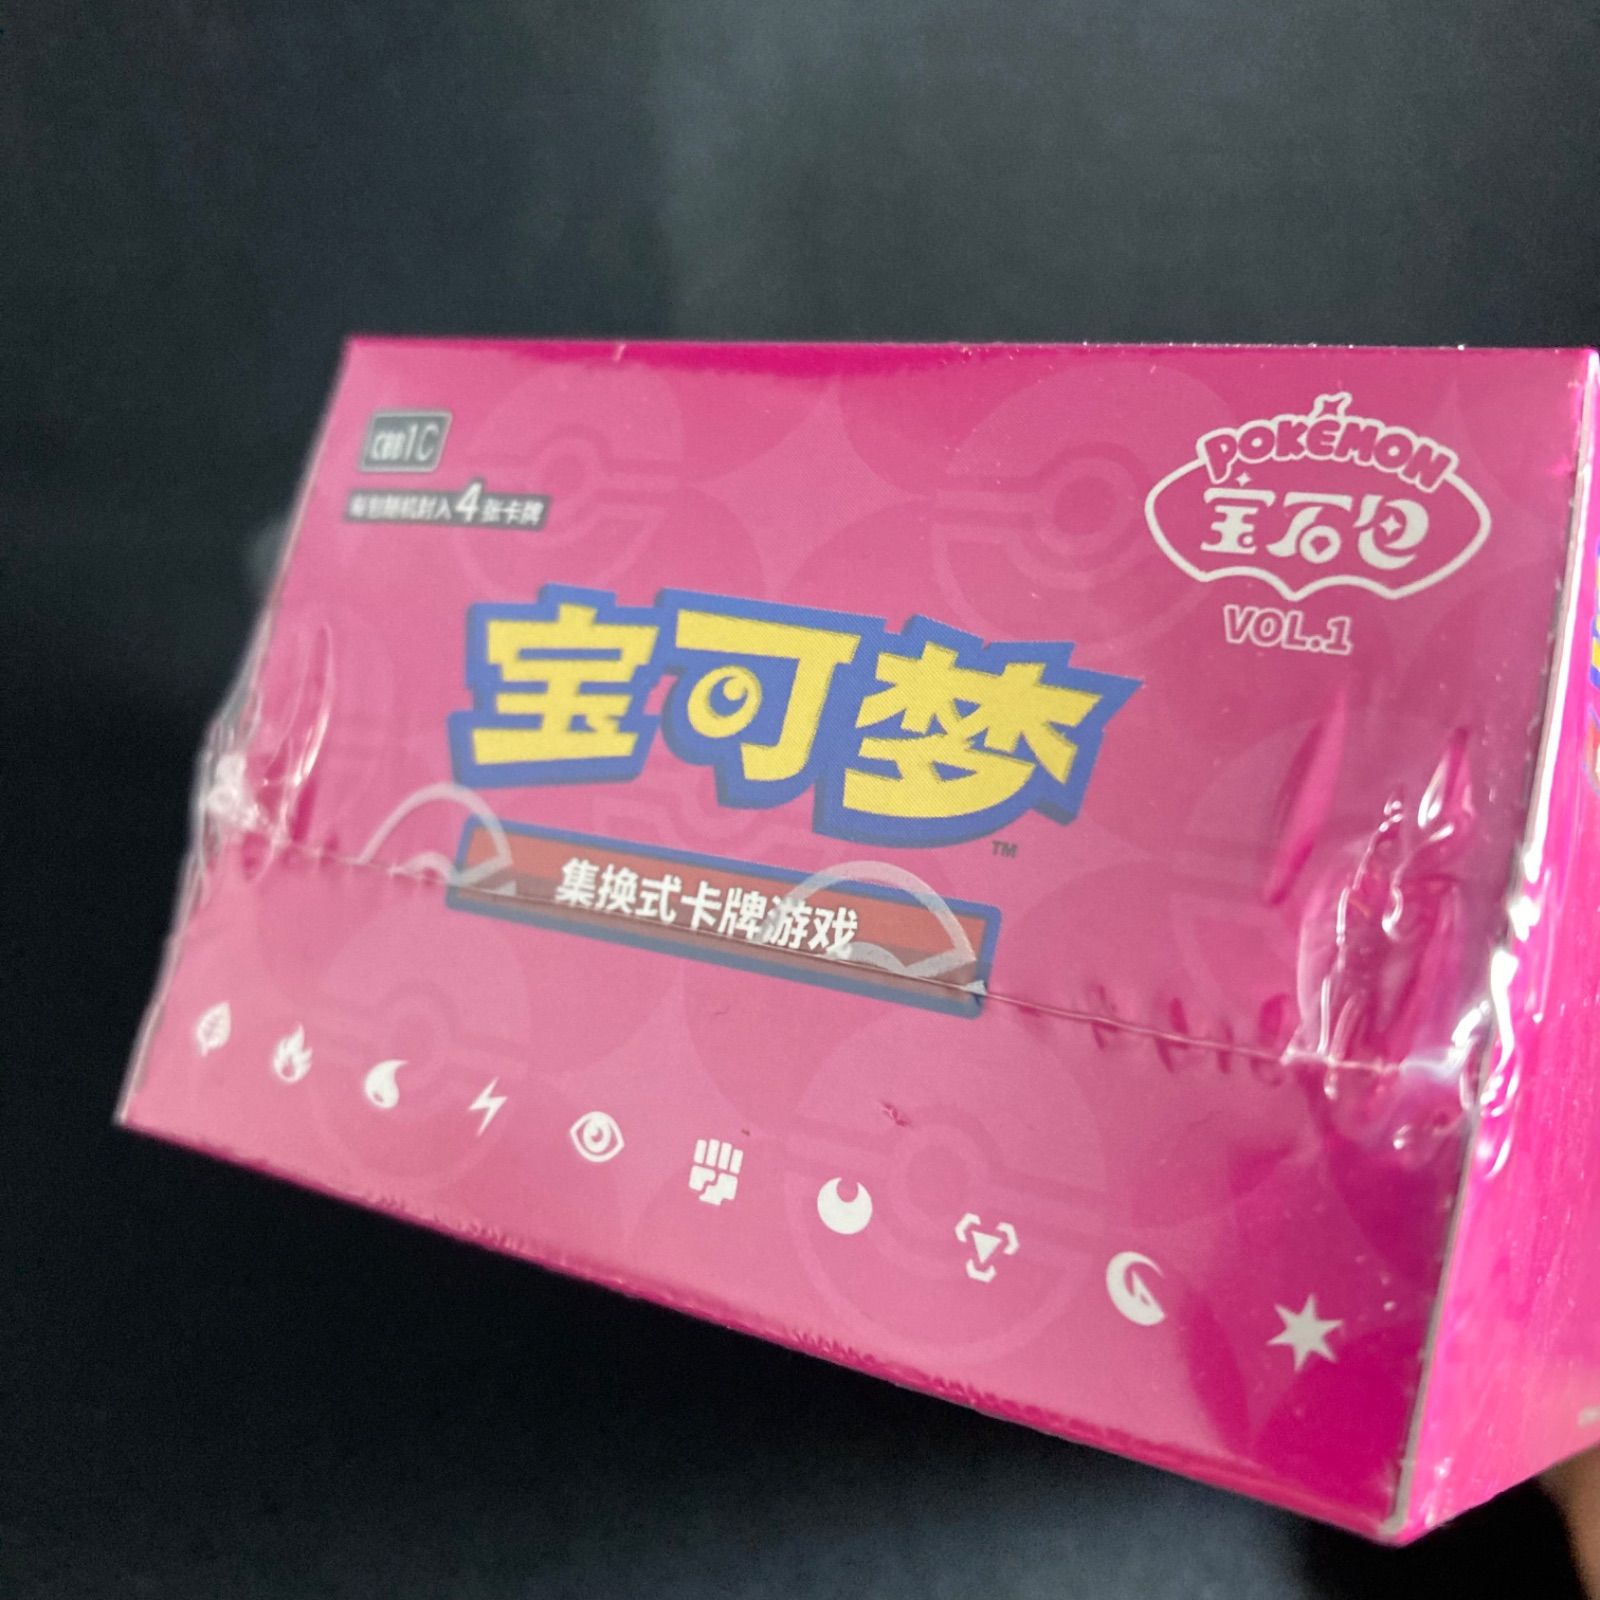 CBB1C
每包随机封入4张卡牌
POKÉMON
宝石包
VOL.1
宝可梦
TM
集换式卡牌游戏